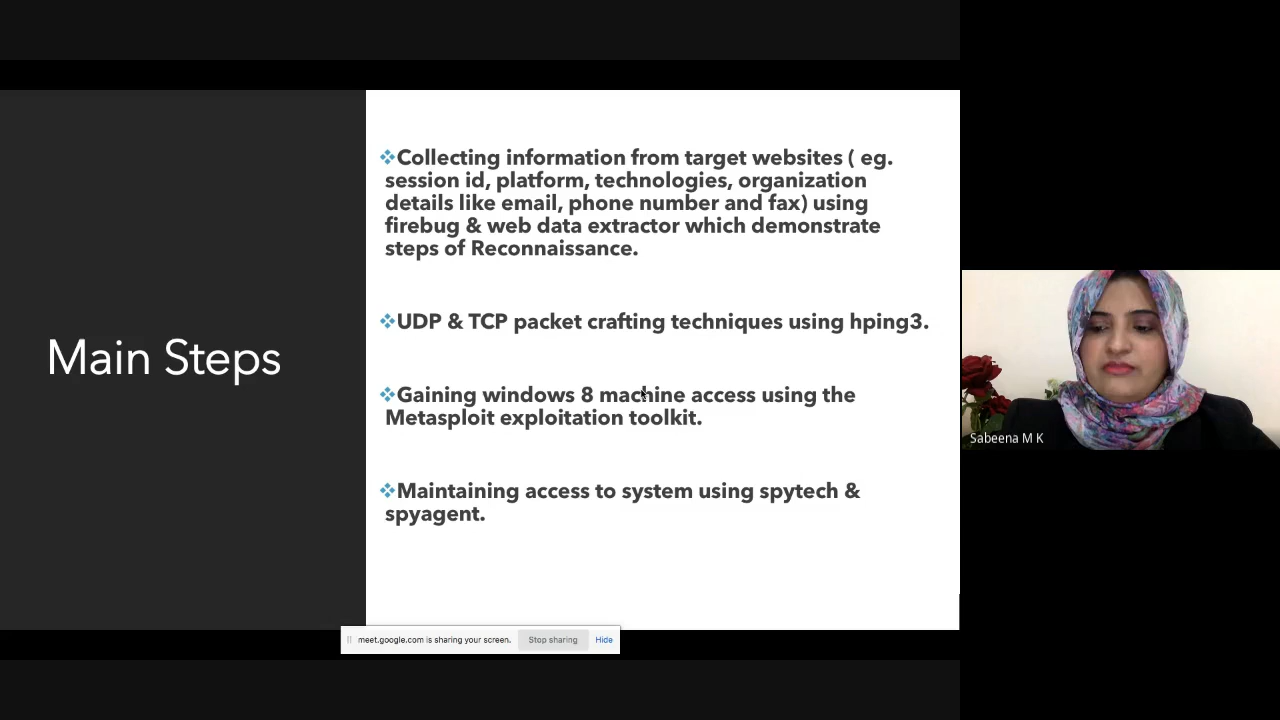 Main Steps
❖Collecting information from target websites ( eg.
session id, platform, technologies, organization
details like email, phone number and fax) using
firebug & web data extractor which demonstrate
steps of Reconnaissance.
❖UDP & TCP packet crafting techniques using hping3.
❖Gaining windows 8 machine access using the
Metasploit exploitation toolkit.
❖Maintaining access to system using spytech &
spyagent.
meet.google.com is sharing your screen. Stop sharing Hide
Sabeena M K